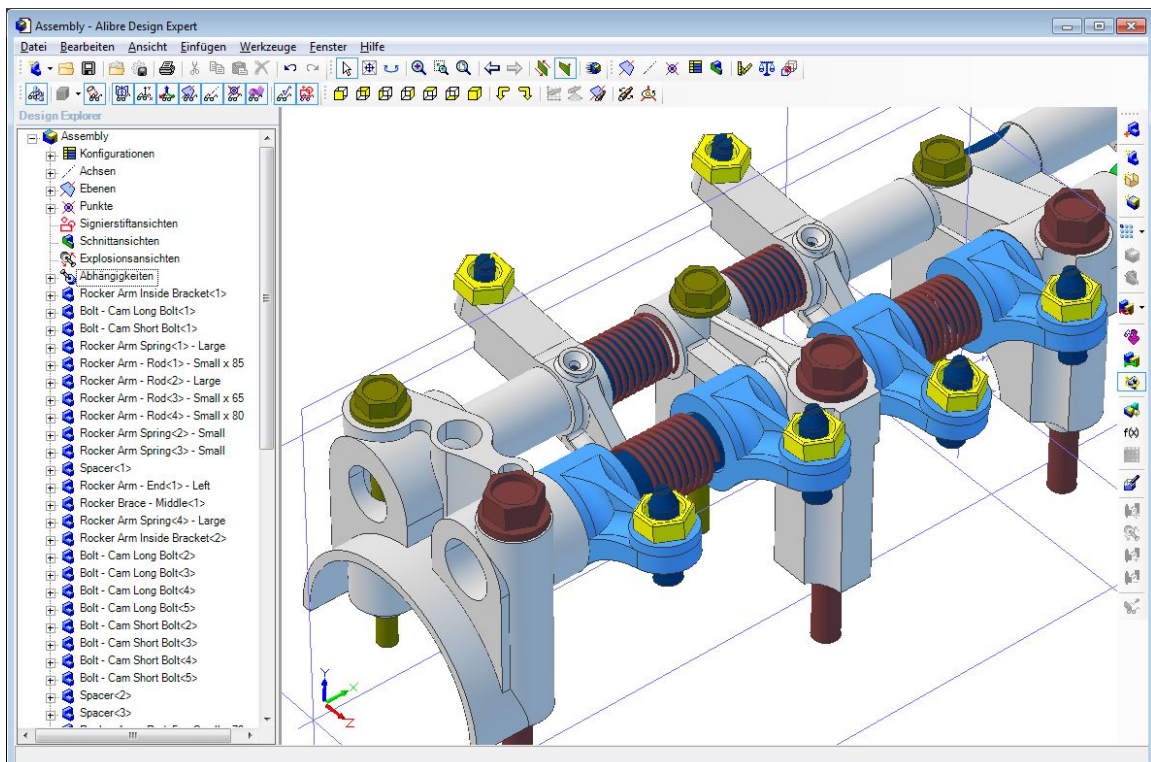 Assembly - Alibre Design Expert
Datei Bearbeiten Ansicht Einfügen Werkzeuge Fenster Hilfe
Design Explorer
Assembly
Konfigurationen
Achsen
Ebenen
Punkte
Signierstiftansichten
Schnittansichten
Explosionsansichten
Abhängigkeiten
Rocker Arm Inside Bracket<1>
Bolt - Cam Long Bolt<1>
Bolt - Cam Short Bolt<1>
Rocker Arm Spring<1> - Large
Rocker Arm - Rod<1> - Small x 85
Rocker Arm - Rod<2> - Large
Rocker Arm - Rod<3> - Small x 65
Rocker Arm - Rod<4> - Small x 80
Rocker Arm Spring<2> - Small
Rocker Arm Spring<3> - Small
Spacer<1>
Rocker Arm - End<1> - Left
Rocker Brace - Middle<1>
Rocker Arm Spring<4> - Large
Rocker Arm Inside Bracket<2>
Bolt - Cam Long Bolt<2>
Bolt - Cam Long Bolt<3>
Bolt - Cam Long Bolt<4>
Bolt - Cam Long Bolt<5>
Bolt - Cam Short Bolt<2>
Bolt - Cam Short Bolt<3>
Bolt - Cam Short Bolt<4>
Bolt - Cam Short Bolt<5>
Spacer<2>
Spacer<3>
f(x)
Y
X
Z